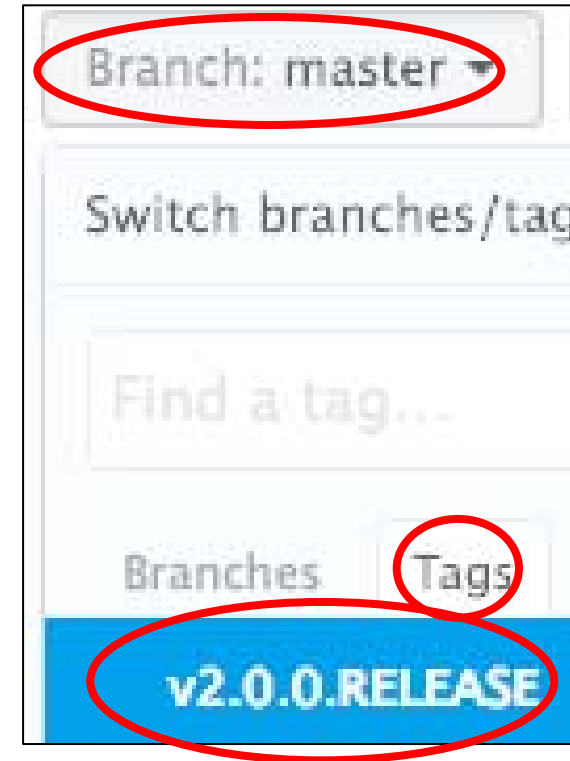 Branch: master
Switch branches/tag
Find a tag...
Branches Tags
v2.0.0.RELEASE